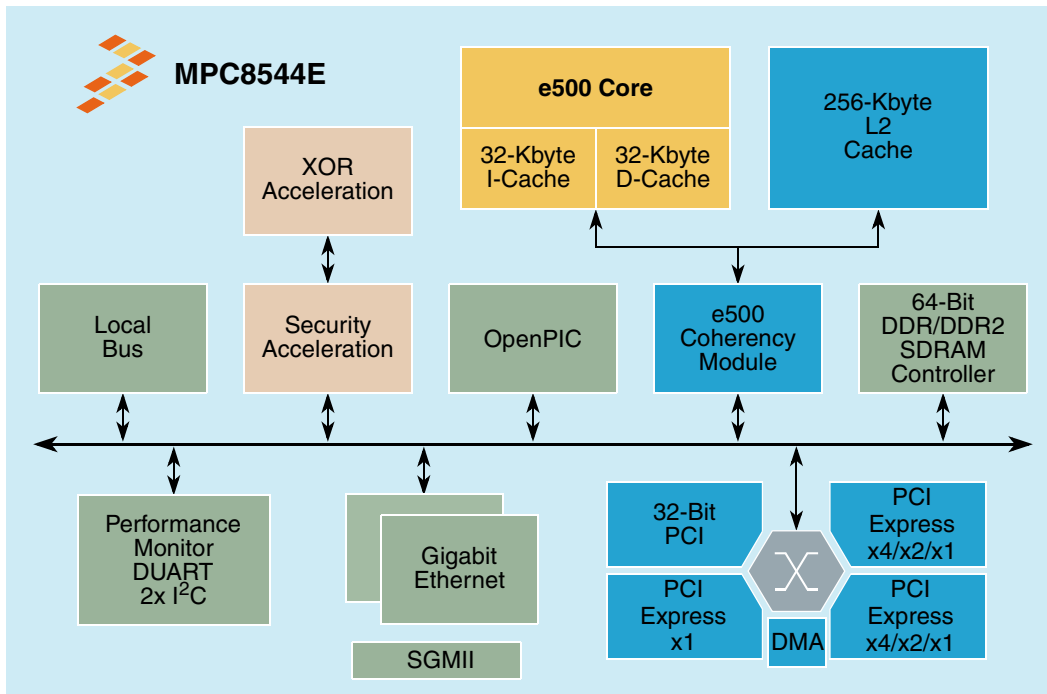 MPC8544E
e500 Core
32-Kbyte
I-Cache
32-Kbyte
D-Cache
256-Kbyte
L2
Cache
XOR
Acceleration
Local
Bus
Security
Acceleration
OpenPIC
e500
Coherency
Module
64-Bit
DDR/DDR2
SDRAM
Controller
Performance
Monitor
DUART
2x I²C
Gigabit
Ethernet
SGMII
32-Bit
PCI
PCI
Express
x4/x2/x1
PCI
Express
x1
DMA
PCI
Express
x4/x2/x1